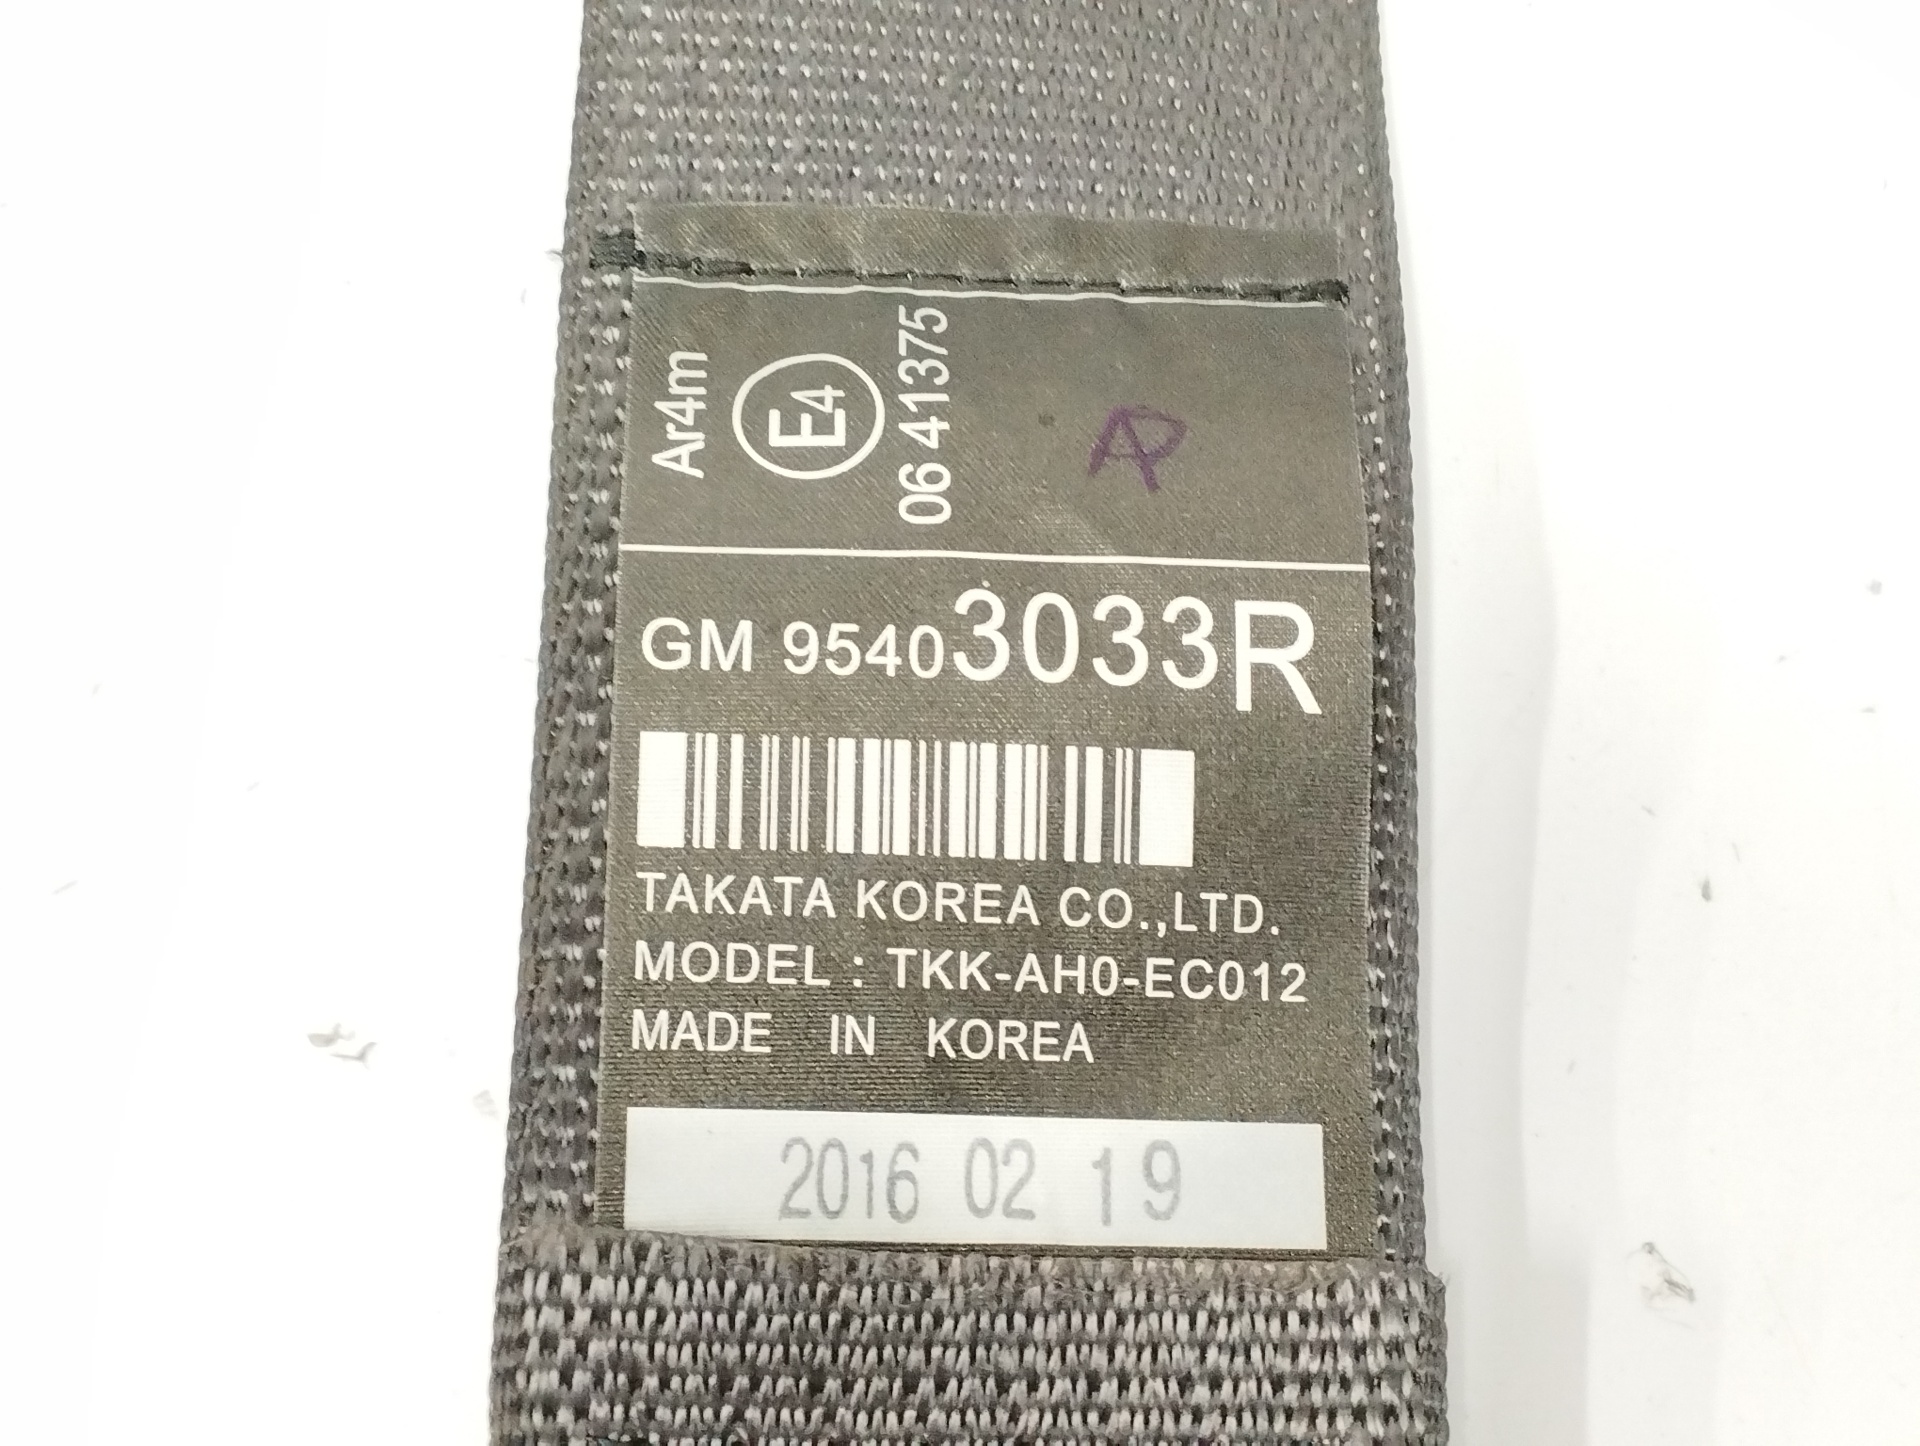 Ar4m
E4
06 41375
GM 95403033R
TAKATA KOREA CO.,LTD.
MODEL : TKK-AH0-EC012
MADE IN KOREA
2016 02 19